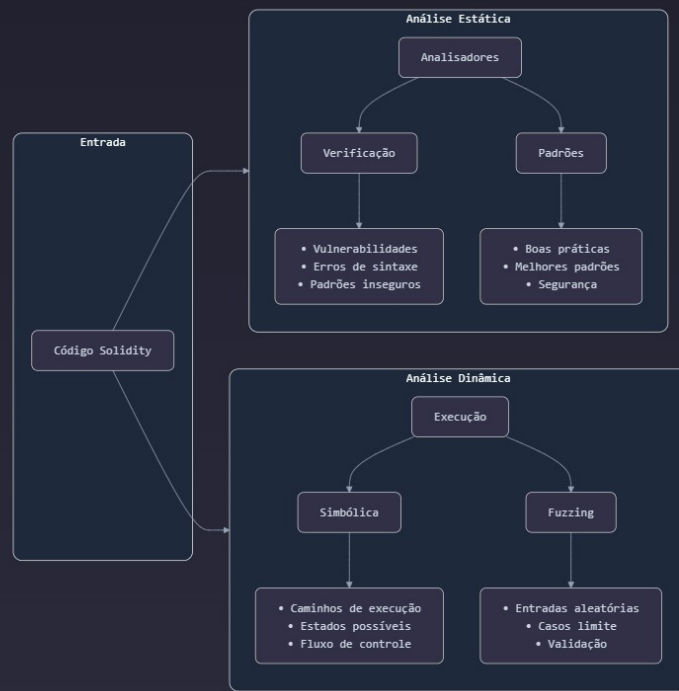 Entrada
Código Solidity
Análise Estática
Analisadores
Verificação
Padrões
• Vulnerabilidades
• Erros de sintaxe
• Padrões inseguros
• Boas práticas
• Melhores padrões
• Segurança
Análise Dinâmica
Execução
Simbólica
Fuzzing
• Caminhos de execução
• Estados possíveis
• Fluxo de controle
• Entradas aleatórias
• Casos limite
• Validação